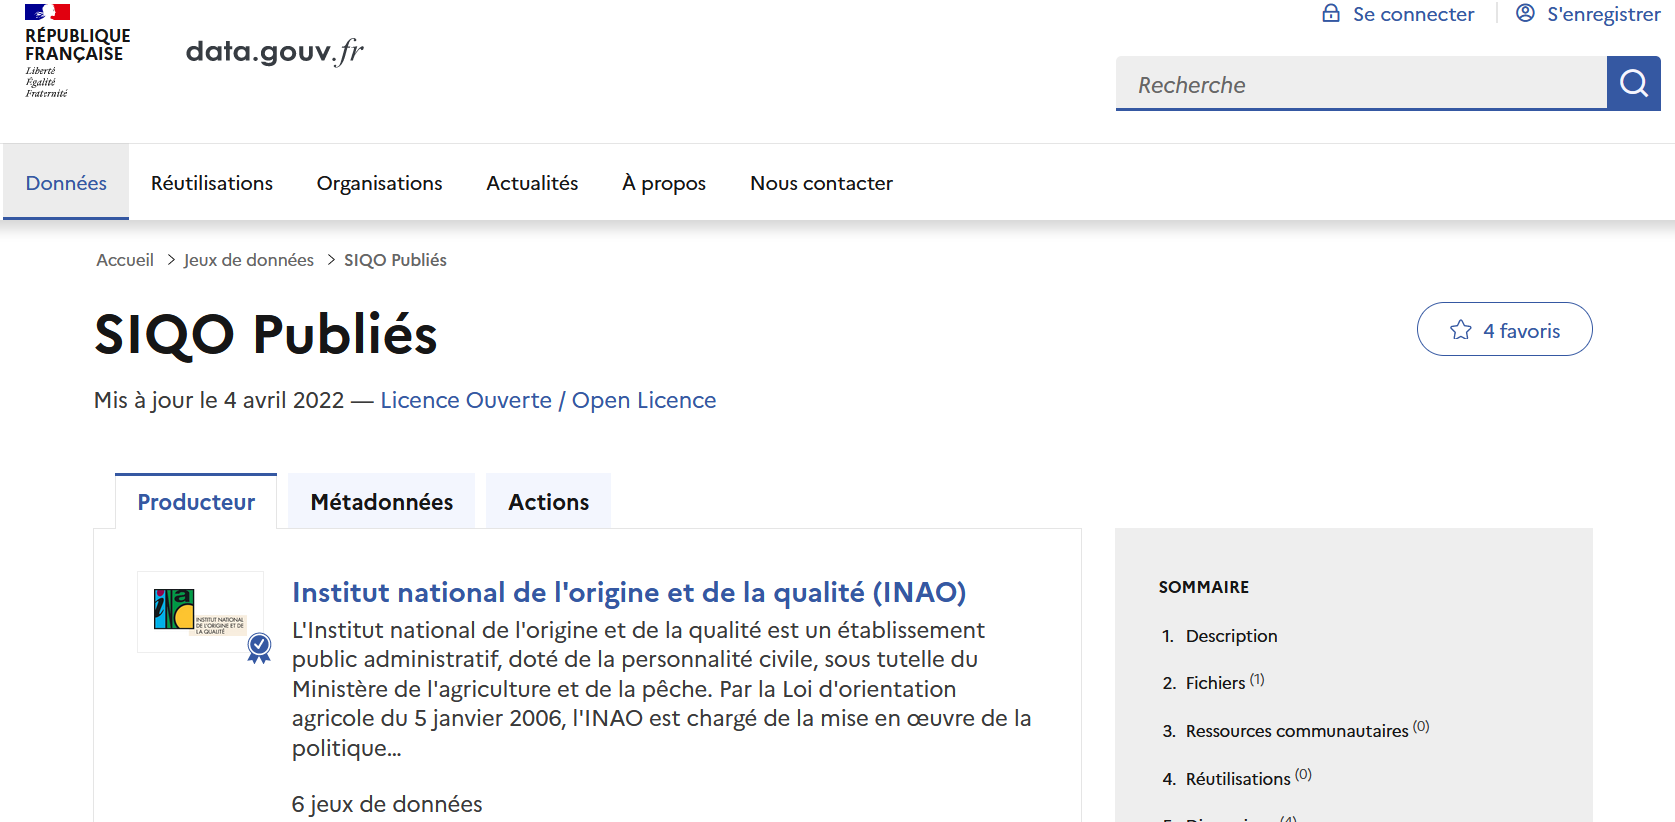 RÉPUBLIQUE
FRANÇAISE
Liberté
Égalité
Fraternité
data.gouv.fr
Se connecter
S'enregistrer
Recherche
Données
Réutilisations
Organisations
Actualités
À propos
Nous contacter
Accueil > Jeux de données > SIQO Publiés
SIQO Publiés
4 favoris
Mis à jour le 4 avril 2022 — Licence Ouverte / Open Licence
Producteur
Métadonnées
Actions
INSTITUT NATIONAL
DE L'ORIGINE ET DE
LA QUALITÉ
Institut national de l'origine et de la qualité (INAO)
L'Institut national de l'origine et de la qualité est un établissement
public administratif, doté de la personnalité civile, sous tutelle du
Ministère de l'agriculture et de la pêche. Par la Loi d'orientation
agricole du 5 janvier 2006, l'INAO est chargé de la mise en œuvre de la
politique...
6 jeux de données
SOMMAIRE
1. Description
2. Fichiers (1)
3. Ressources communautaires (0)
4. Réutilisations (0)